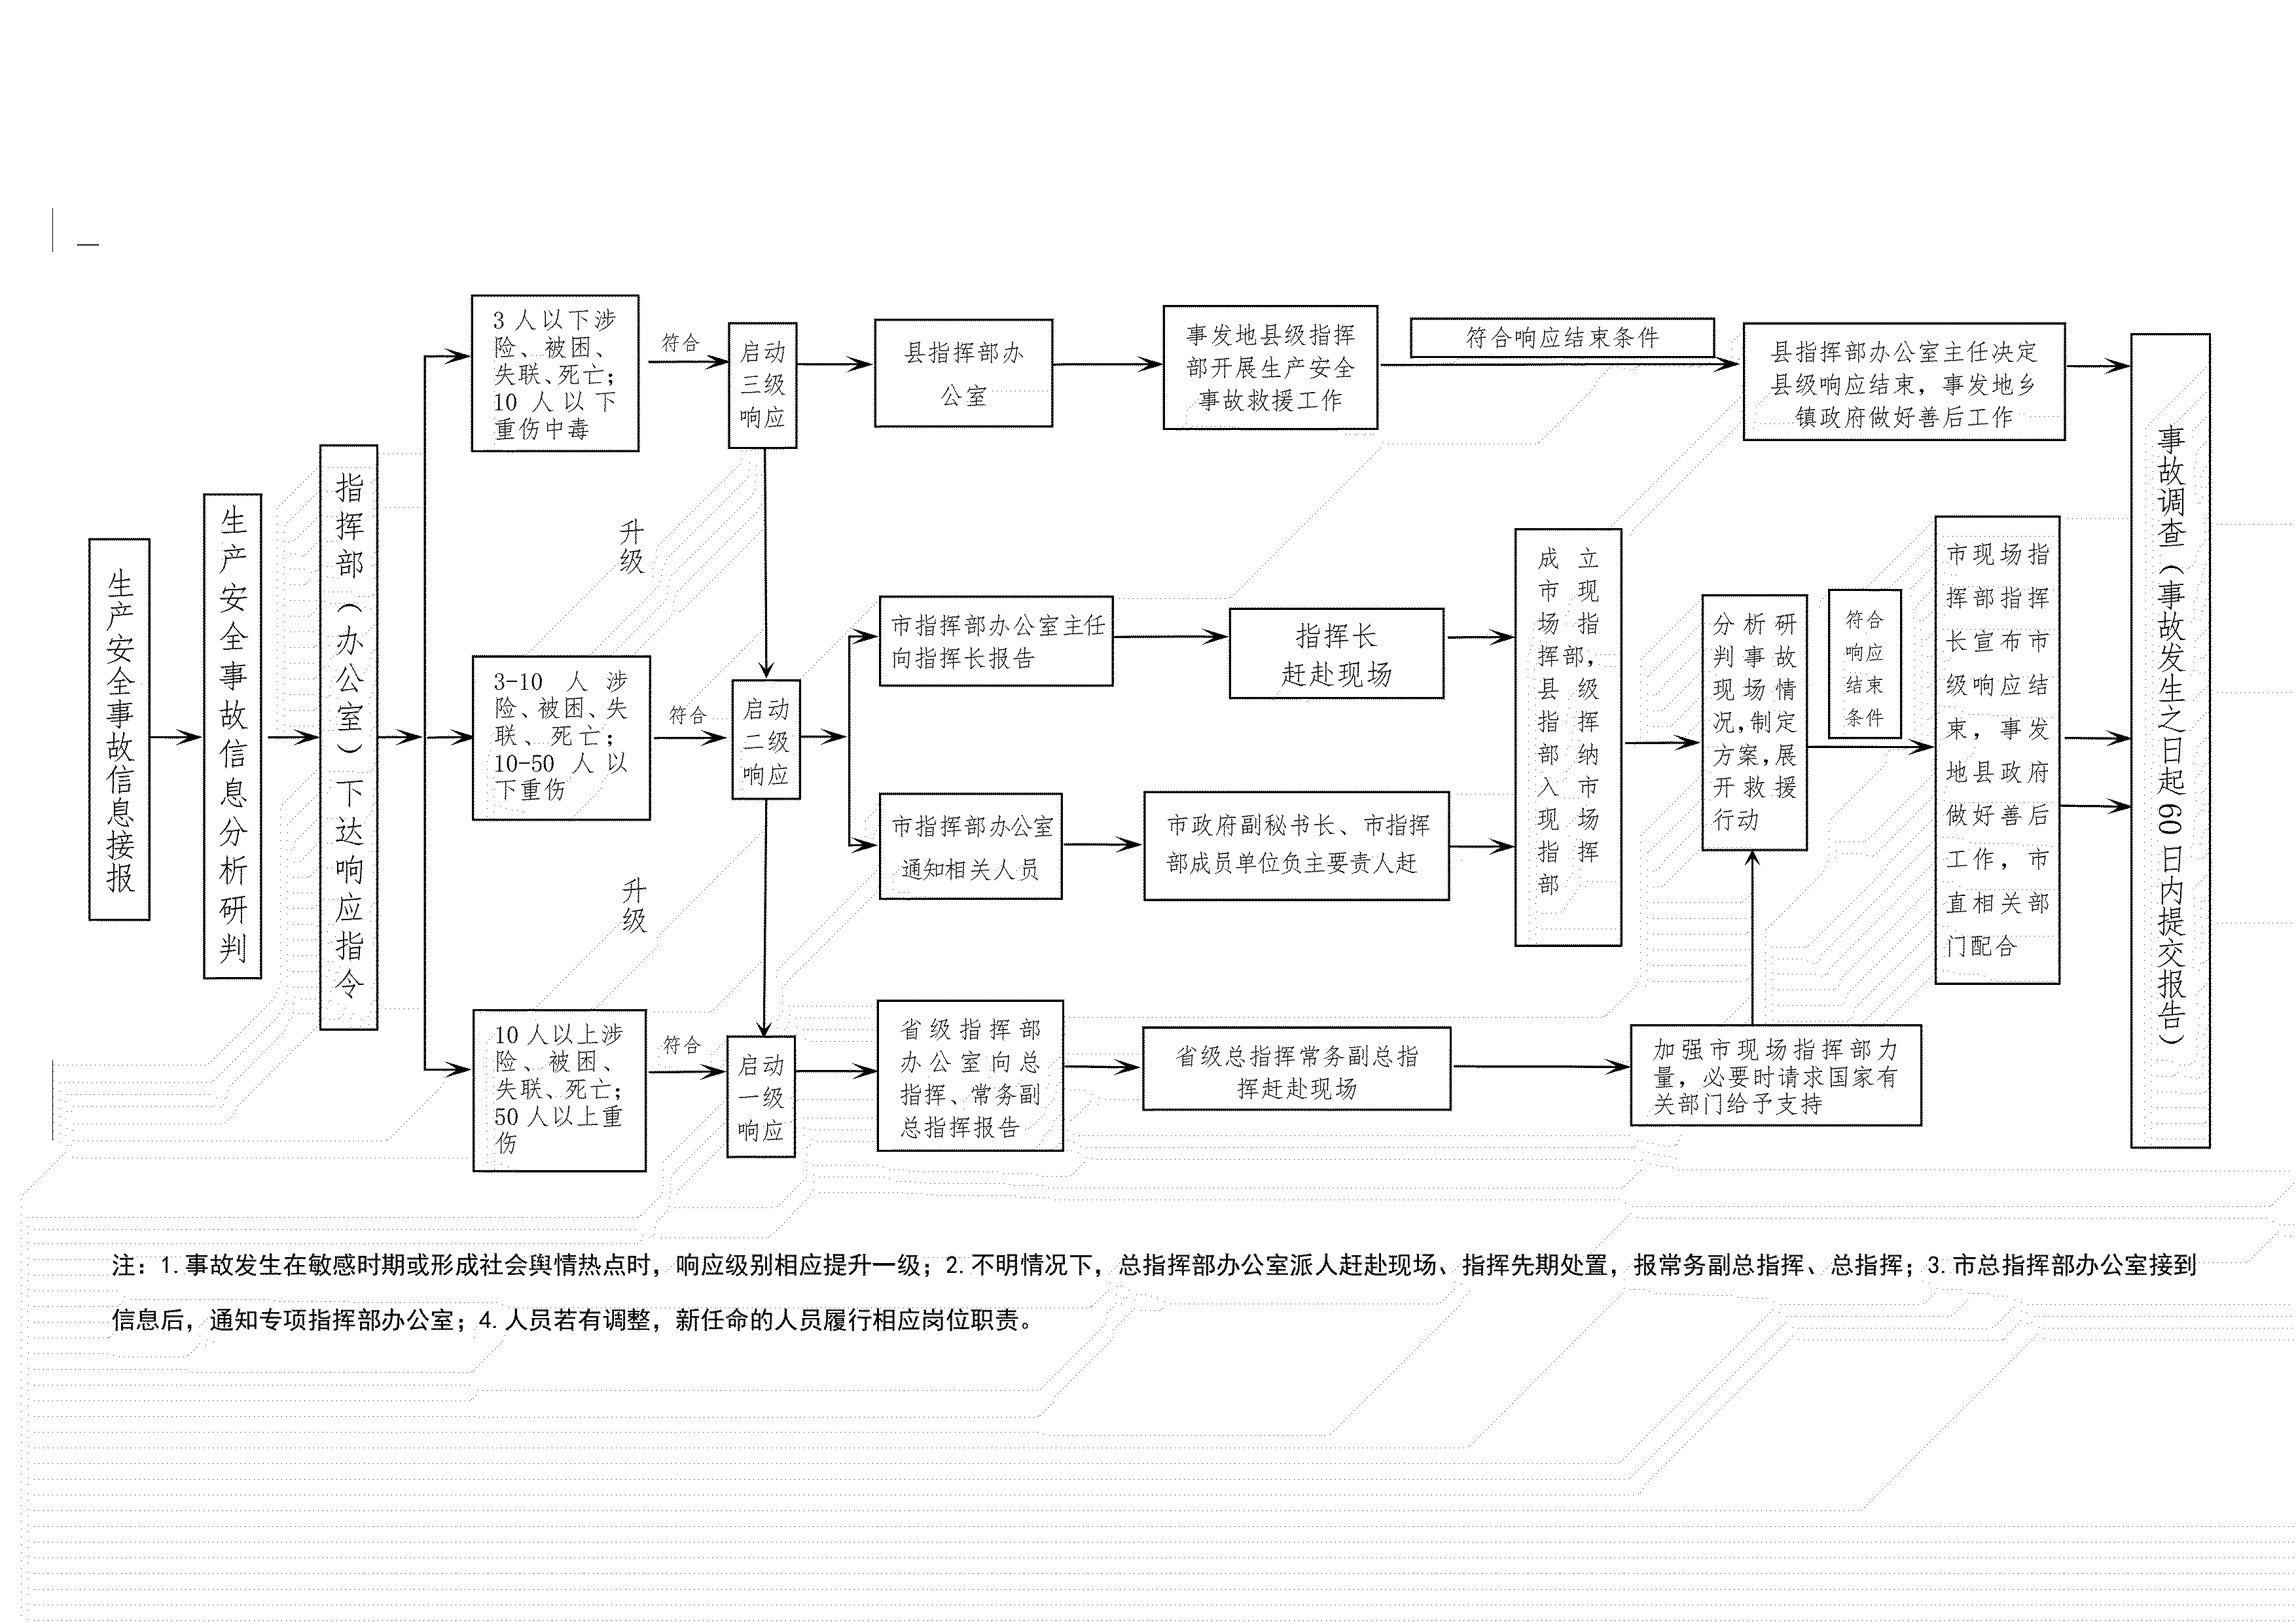 生产安全事故信息接报
生产安全事故信息分析研判
指挥部（办公室）下达响应指令
3 人以下涉
险、被困、
失联、死亡；
10 人以下
重伤中毒
符合
启动
三级
响应
县指挥部办
公室
事发地县级指挥
部开展生产安全
事故救援工作
符合响应结束条件
县指挥部办公室主任决定
县级响应结束，事发地乡
镇政府做好善后工作
升
级
3-10 人涉
险、被困、失
联、死亡；
10-50 人以
下重伤
符合
启动
二级
响应
市指挥部办公室主任
向指挥长报告
指挥长
赶赴现场
市指挥部办公室
通知相关人员
市政府副秘书长、市指挥
部成员单位负主要责人赶
成立
市现
场指
挥部，
县级
指挥
部纳
入市
现场
指挥
部
分析研
判事故
现场情
况，制定
方案，展
开救援
行动
符合
响应
结束
条件
市现场指
挥部指挥
长宣布市
级响应结
束，事发
地县政府
做好善后
工作，市
直相关部
门配合
升
级
10 人以上涉
险、被困、
失联、死亡；
50 人以上重
伤
符合
启动
一级
响应
省级指挥部
办公室向总
指挥、常务副
总指挥报告
省级总指挥常务副总指
挥赶赴现场
加强市现场指挥部力
量，必要时请求国家有
关部门给予支持
事故调查（事故发生之日起60日内提交报告）
注：1.事故发生在敏感时期或形成社会舆情热点时，响应级别相应提升一级；2.不明情况下，总指挥部办公室派人赶赴现场、指挥先期处置，报常务副总指挥、总指挥；3.市总指挥部办公室接到
信息后，通知专项指挥部办公室；4.人员若有调整，新任命的人员履行相应岗位职责。